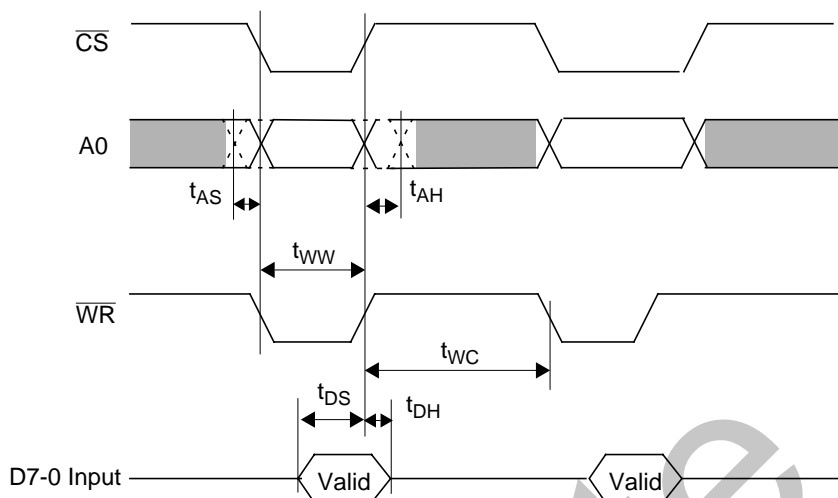 CS
A0
tAS
tAH
tWW
WR
tWC
tDS
tDH
D7-0 Input
Valid
Valid